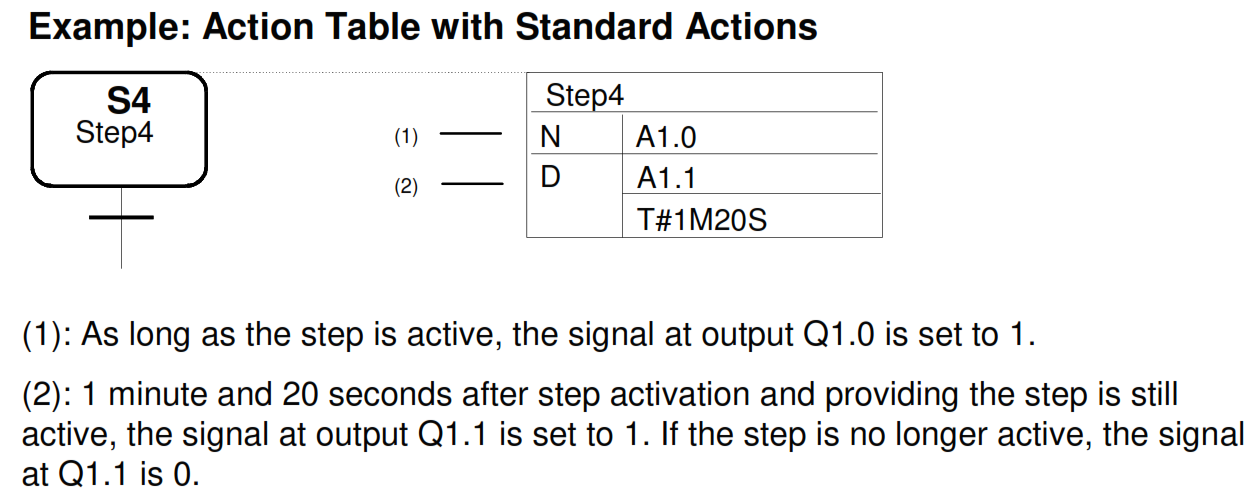 Example: Action Table with Standard Actions
S4
Step4
Step4
(1) N A1.0
(2) D A1.1
T#1M20S
(1): As long as the step is active, the signal at output Q1.0 is set to 1.
(2): 1 minute and 20 seconds after step activation and providing the step is still
active, the signal at output Q1.1 is set to 1. If the step is no longer active, the signal
at Q1.1 is 0.